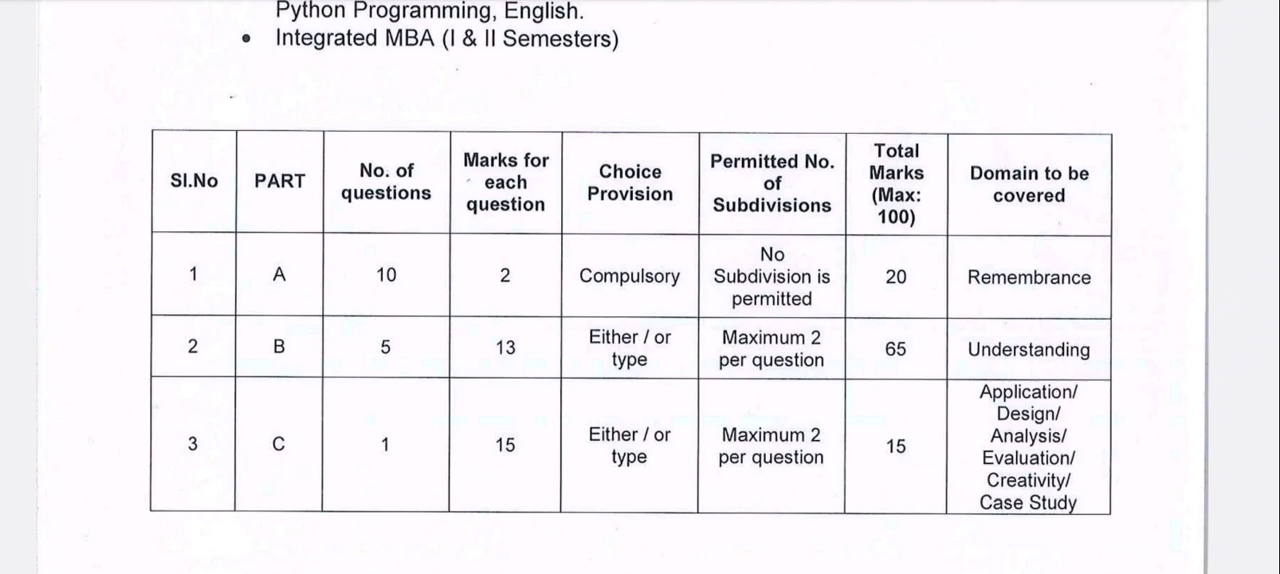 Python Programming, English.
• Integrated MBA (I & II Semesters)
SI.No
PART
No. of
questions
Marks for
each
question
Choice
Provision
Permitted No.
of
Subdivisions
Total
Marks
(Max:
100)
Domain to be
covered
1
A
10
2
Compulsory
No
Subdivision is
permitted
20
Remembrance
2
B
5
13
Either / or
type
Maximum 2
per question
65
Understanding
3
C
1
15
Either / or
type
Maximum 2
per question
15
Application/
Design/
Analysis/
Evaluation/
Creativity/
Case Study